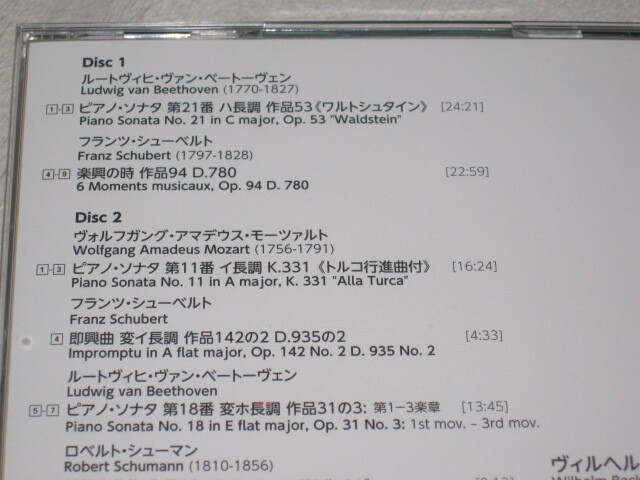 Disc 1
ルートヴィヒ・ヴァン・ベートーヴェン
Ludwig van Beethoven (1770-1827)
1-3 ピアノ・ソナタ 第21番 ハ長調 作品53《ワルトシュタイン》 [24:21]
Piano Sonata No. 21 in C major, Op. 53 "Waldstein"
フランツ・シューベルト
Franz Schubert (1797-1828)
4-9 楽興の時 作品94 D.780 [22:59]
6 Moments musicaux, Op. 94 D. 780
Disc 2
ヴォルフガング・アマデウス・モーツァルト
Wolfgang Amadeus Mozart (1756-1791)
1-3 ピアノ・ソナタ 第11番 イ長調 K.331 《トルコ行進曲付》 [16:24]
Piano Sonata No. 11 in A major, K. 331 "Alla Turca"
フランツ・シューベルト
Franz Schubert
4 即興曲 変イ長調 作品142の2 D.935の2 [4:33]
Impromptu in A flat major, Op. 142 No. 2 D. 935 No. 2
ルートヴィヒ・ヴァン・ベートーヴェン
Ludwig van Beethoven
5-7 ピアノ・ソナタ 第18番 変ホ長調 作品31の3: 第1-3楽章 [13:45]
Piano Sonata No. 18 in E flat major, Op. 31 No. 3: 1st mov. - 3rd mov.
ロベルト・シューマン
Robert Schumann (1810-1856)
ヴィルヘル
Wilhelm